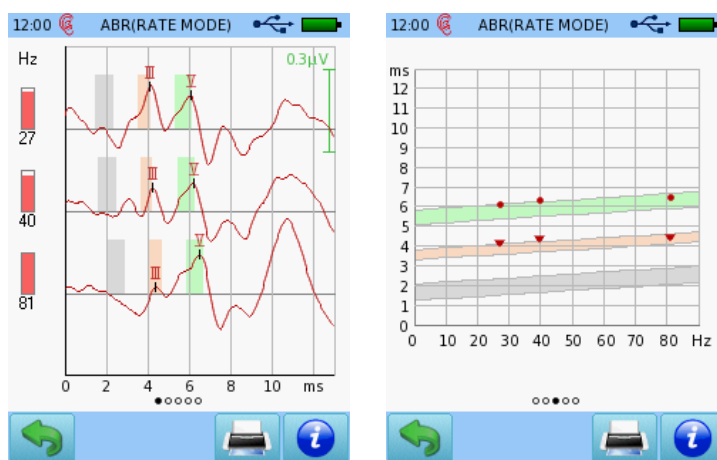 12:00 ABR(RATE MODE)
Hz
0.3µV
III V
27
III V
40
III V
81
0 2 4 6 8 10 ms
12:00 ABR(RATE MODE)
ms
12
11
10
9
8
7
6
5
4
3
2
1
0
0 10 20 30 40 50 60 70 80 Hz